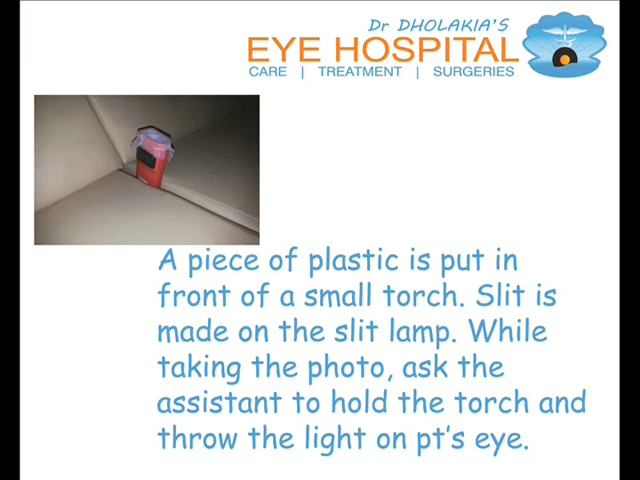 Dr DHOLAKIA'S
EYE HOSPITAL
CARE | TREATMENT | SURGERIES
A piece of plastic is put in
front of a small torch. Slit is
made on the slit lamp. While
taking the photo, ask the
assistant to hold the torch and
throw the light on pt's eye.